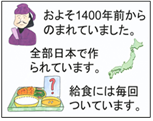 およそ1400年前から
のまれていました。
全部日本で作
られています。
?
給食には毎回
ついています。